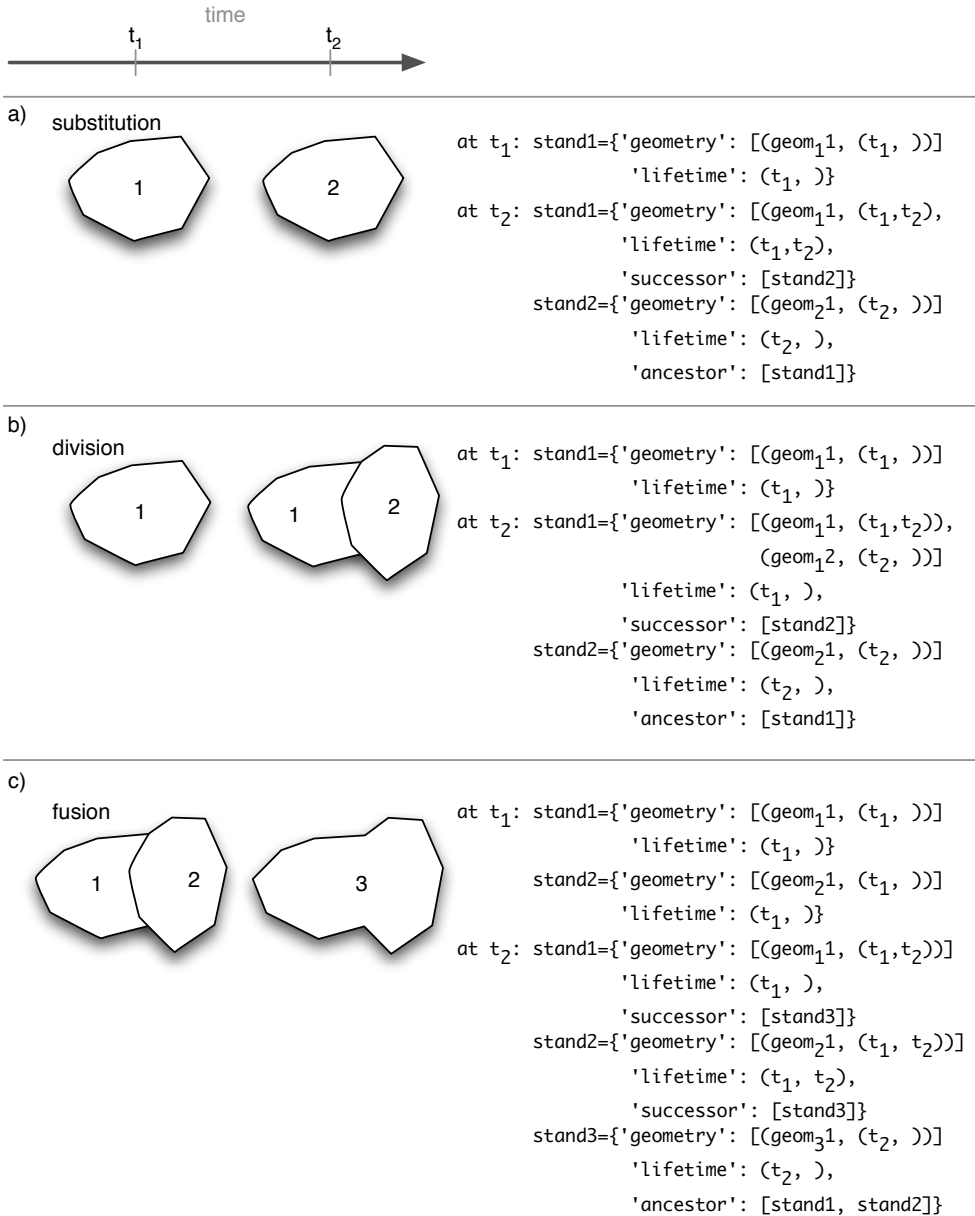 time
t₁ t₂
a)
substitution
1 2
at t₁: stand1={'geometry': [(geom₁1, (t₁, ))]
'lifetime': (t₁, )}
at t₂: stand1={'geometry': [(geom₁1, (t₁,t₂),
'lifetime': (t₁,t₂),
'successor': [stand2]}
stand2={'geometry': [(geom₂1, (t₂, ))]
'lifetime': (t₂, ),
'ancestor': [stand1]}
b)
division
1 1 2
at t₁: stand1={'geometry': [(geom₁1, (t₁, ))]
'lifetime': (t₁, )}
at t₂: stand1={'geometry': [(geom₁1, (t₁,t₂)),
(geom₁2, (t₂, ))]
'lifetime': (t₁, ),
'successor': [stand2]}
stand2={'geometry': [(geom₂1, (t₂, ))]
'lifetime': (t₂, ),
'ancestor': [stand1]}
c)
fusion
1 2 3
at t₁: stand1={'geometry': [(geom₁1, (t₁, ))]
'lifetime': (t₁, )}
stand2={'geometry': [(geom₂1, (t₁, ))]
'lifetime': (t₁, )}
at t₂: stand1={'geometry': [(geom₁1, (t₁,t₂))]
'lifetime': (t₁, ),
'successor': [stand3]}
stand2={'geometry': [(geom₂1, (t₁, t₂))]
'lifetime': (t₁, t₂),
'successor': [stand3]}
stand3={'geometry': [(geom₃1, (t₂, ))]
'lifetime': (t₂, ),
'ancestor': [stand1, stand2]}